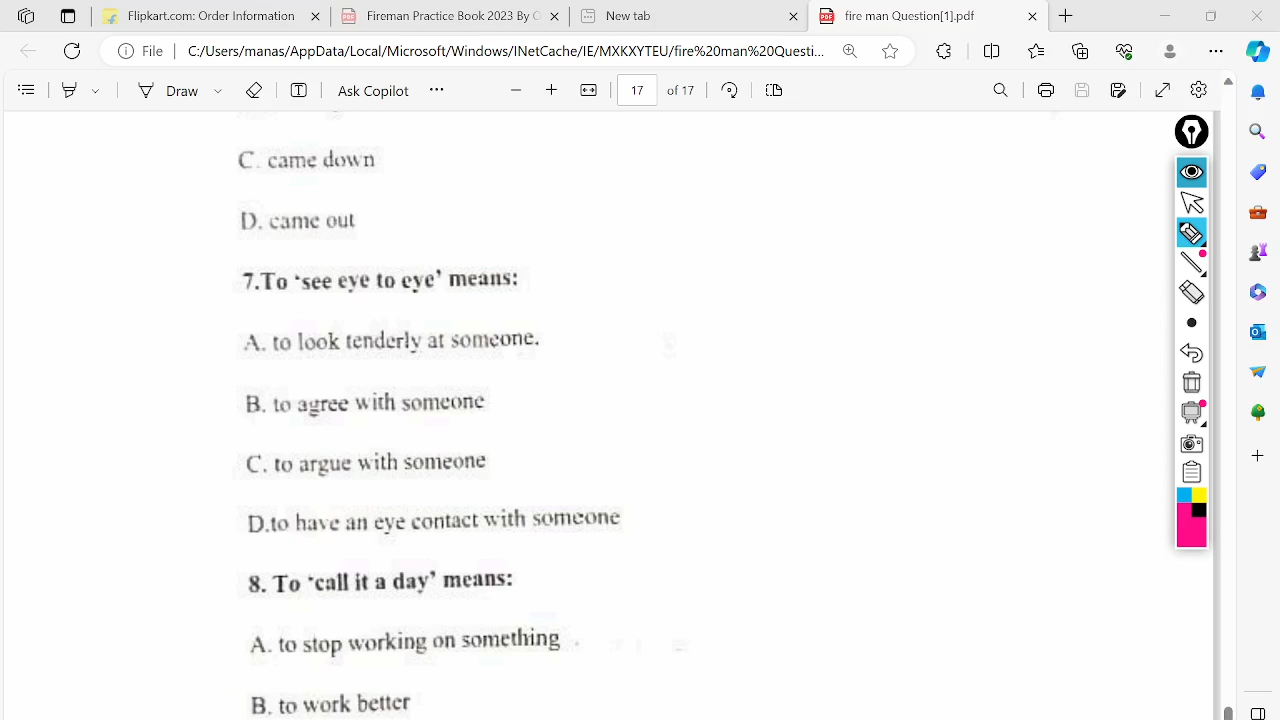 Flipkart.com: Order Information
Fireman Practice Book 2023 By C
New tab
fire man Question[1].pdf
File
C:/Users/manas/AppData/Local/Microsoft/Windows/INetCache/IE/MXKXYTEU/fire%20man%20Questi...
Draw
Ask Copilot
17
of 17
C. came down
D. came out
7.To ‘see eye to eye’ means:
A. to look tenderly at someone.
B. to agree with someone
C. to argue with someone
D.to have an eye contact with someone
8. To ‘call it a day’ means:
A. to stop working on something
B. to work better